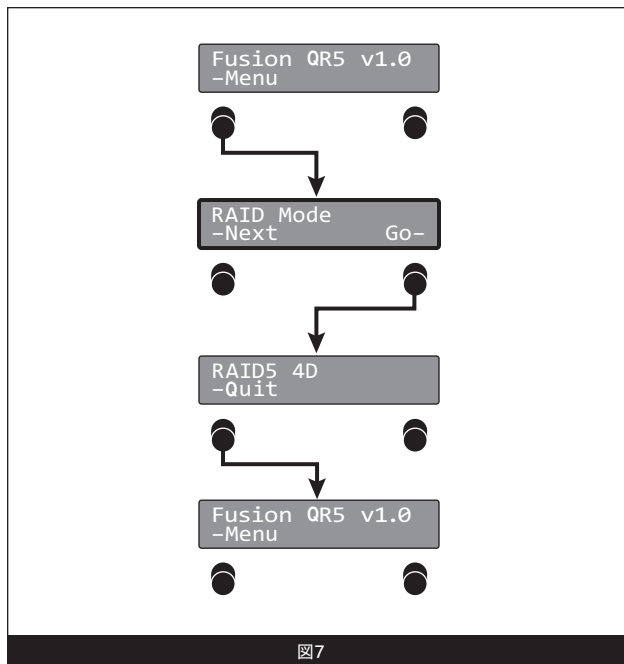 Fusion QR5 v1.0
–Menu
RAID Mode
–Next Go–
RAID5 4D
–Quit
Fusion QR5 v1.0
–Menu
図7